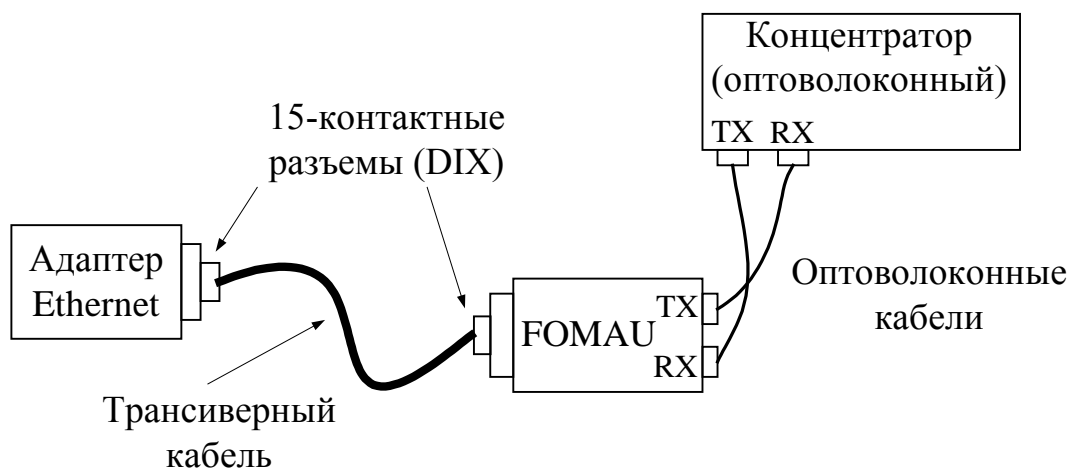 Концентратор
(оптоволоконный)
TX RX
15-контактные
разъемы (DIX)
Адаптер
Ethernet
Оптоволоконные
кабели
TX
FOMAU
RX
Трансиверный
кабель